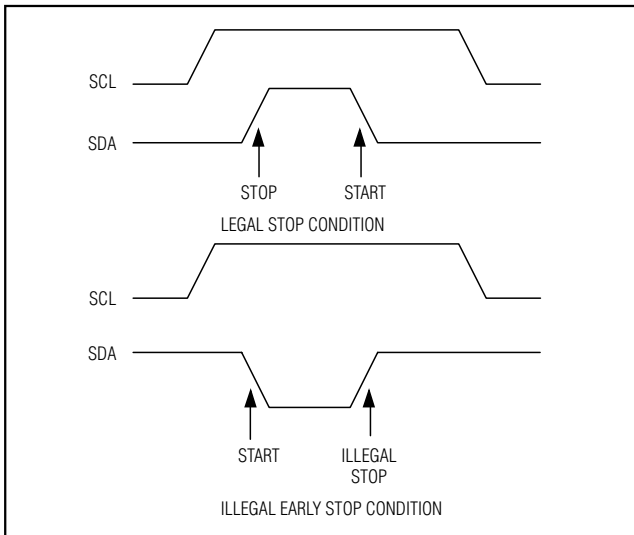 SCL
SDA
STOP START
LEGAL STOP CONDITION
SCL
SDA
START ILLEGAL
STOP
ILLEGAL EARLY STOP CONDITION